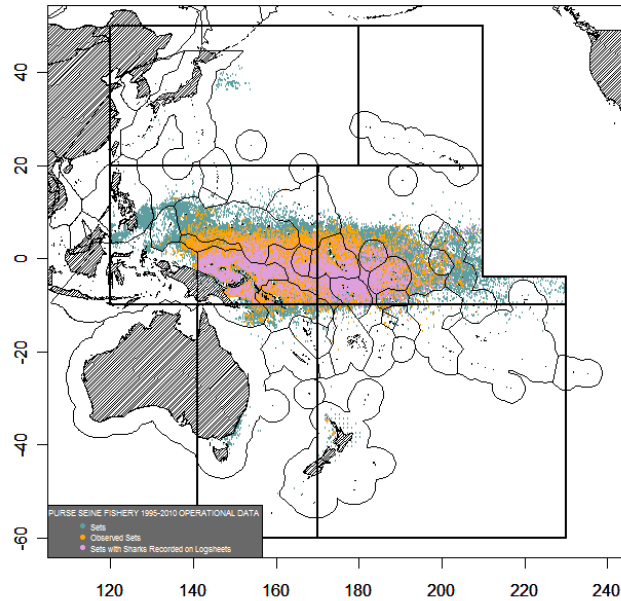 40
20
0
-20
-40
-60
PURSE SEINE FISHERY 1995-2010 OPERATIONAL DATA
Sets
Observed Sets
Sets with Sharks Recorded on Logsheets
120 140 160 180 200 220 240